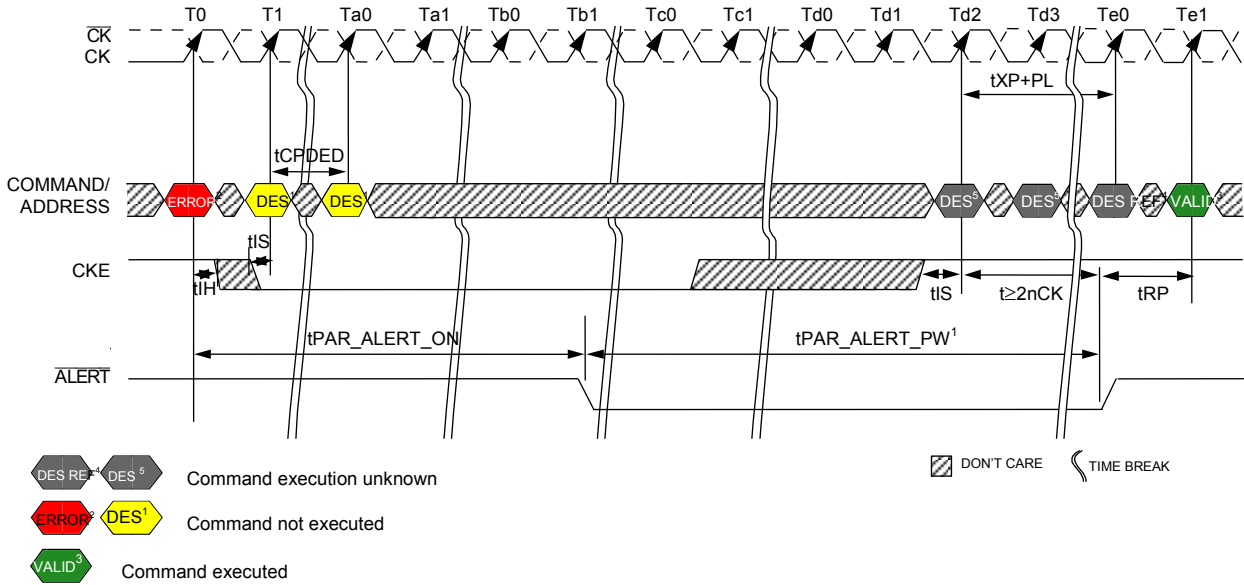 T0 T1 Ta0 Ta1 Tb0 Tb1 Tc0 Tc1 Td0 Td1 Td2 Td3 Te0 Te1
CK
CK
tXP+PL
tCPDED
COMMAND/
ADDRESS
ERROR² DES¹ DES¹ DES⁵ DES⁵ DES REF⁴ VALID³
tIS
CKE
tIH
tIS t≥2nCK tRP
tPAR_ALERT_ON tPAR_ALERT_PW¹
ALERT
DES REF⁴ DES⁵ Command execution unknown
DON'T CARE TIME BREAK
ERROR² DES¹ Command not executed
VALID³ Command executed